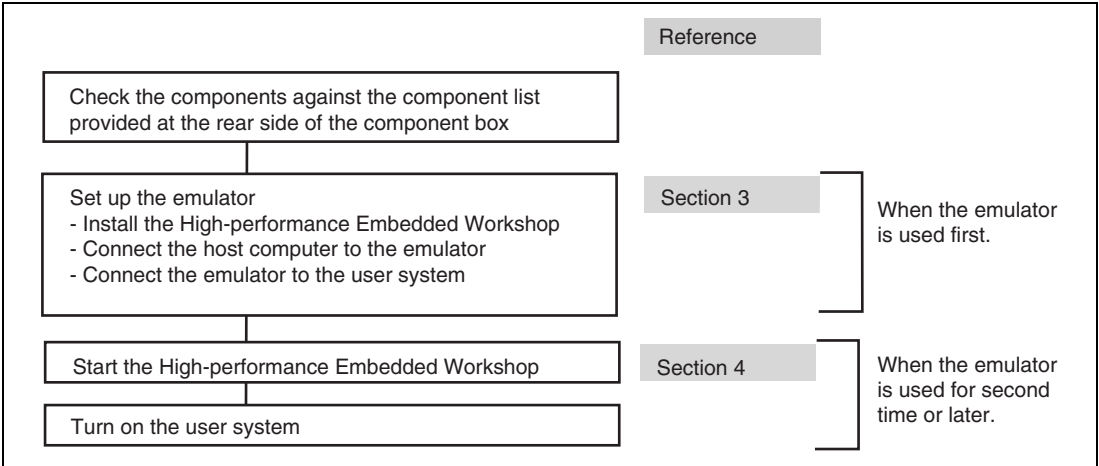 Reference
Check the components against the component list
provided at the rear side of the component box
Set up the emulator
- Install the High-performance Embedded Workshop
- Connect the host computer to the emulator
- Connect the emulator to the user system
Section 3
When the emulator
is used first.
Start the High-performance Embedded Workshop
Section 4
When the emulator
is used for second
time or later.
Turn on the user system